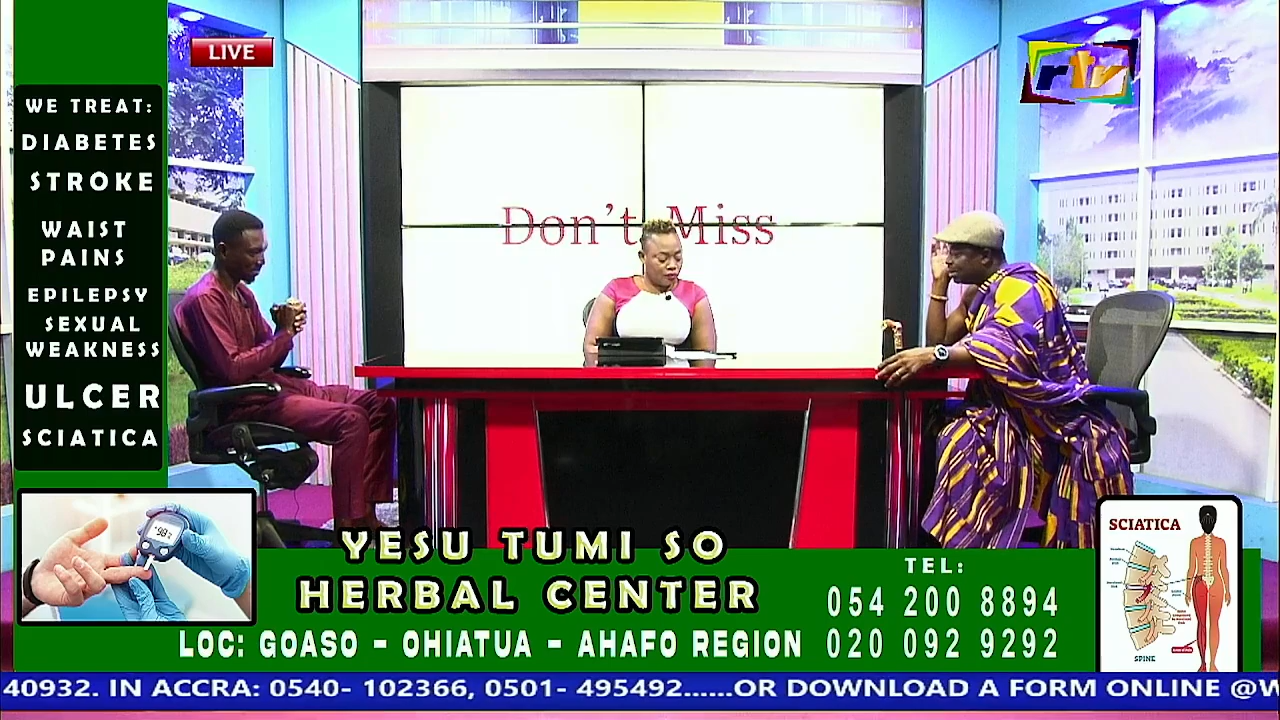 LIVE
rtv
WE TREAT:
DIABETES
STROKE
WAIST
PAINS
EPILEPSY
SEXUAL
WEAKNESS
ULCER
SCIATICA
Don't Miss
YESU TUMI SO
HERBAL CENTER
LOC: GOASO - OHIATUA - AHAFO REGION
TEL:
054 200 8894
020 092 9292
SCIATICA
SPINE
40932. IN ACCRA: 0540- 102366, 0501- 495492......OR DOWNLOAD A FORM ONLINE @W